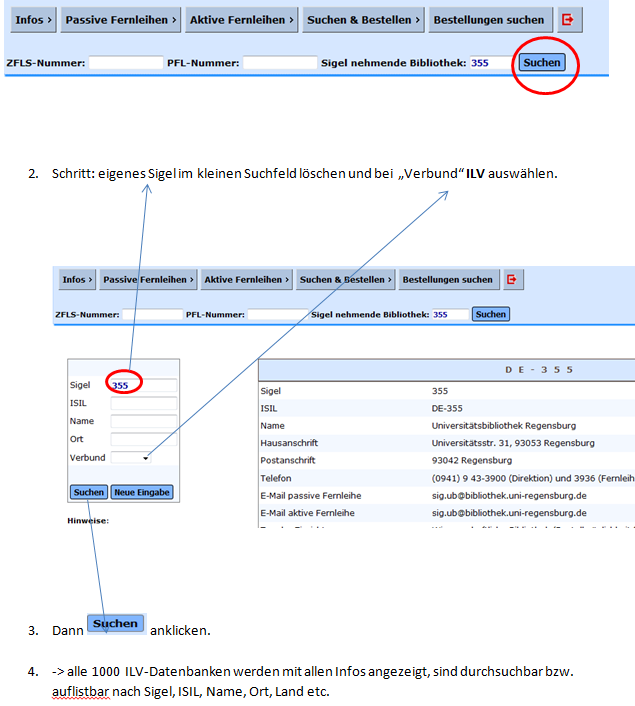 Infos › Passive Fernleihen › Aktive Fernleihen › Suchen & Bestellen › Bestellungen suchen
ZFLS-Nummer: PFL-Nummer: Sigel nehmende Bibliothek: 355 Suchen
2. Schritt: eigenes Sigel im kleinen Suchfeld löschen und bei „Verbund“ ILV auswählen.
Infos › Passive Fernleihen › Aktive Fernleihen › Suchen & Bestellen › Bestellungen suchen
ZFLS-Nummer: PFL-Nummer: Sigel nehmende Bibliothek: 355 Suchen
DE-355
Sigel 355
ISIL
Name
Ort
Verbund
Suchen Neue Eingabe
Hinweise:
Sigel 355
ISIL DE-355
Name Universitätsbibliothek Regensburg
Hausanschrift Universitätsstr. 31, 93053 Regensburg
Postanschrift 93042 Regensburg
Telefon (0941) 9 43-3900 (Direktion) und 3936 (Fernleih
E-Mail passive Fernleihe sig.ub@bibliothek.uni-regensburg.de
E-Mail aktive Fernleihe sig.ub@bibliothek.uni-regensburg.de
3. Dann Suchen anklicken.
4. -> alle 1000 ILV-Datenbanken werden mit allen Infos angezeigt, sind durchsuchbar bzw.
auflistbar nach Sigel, ISIL, Name, Ort, Land etc.